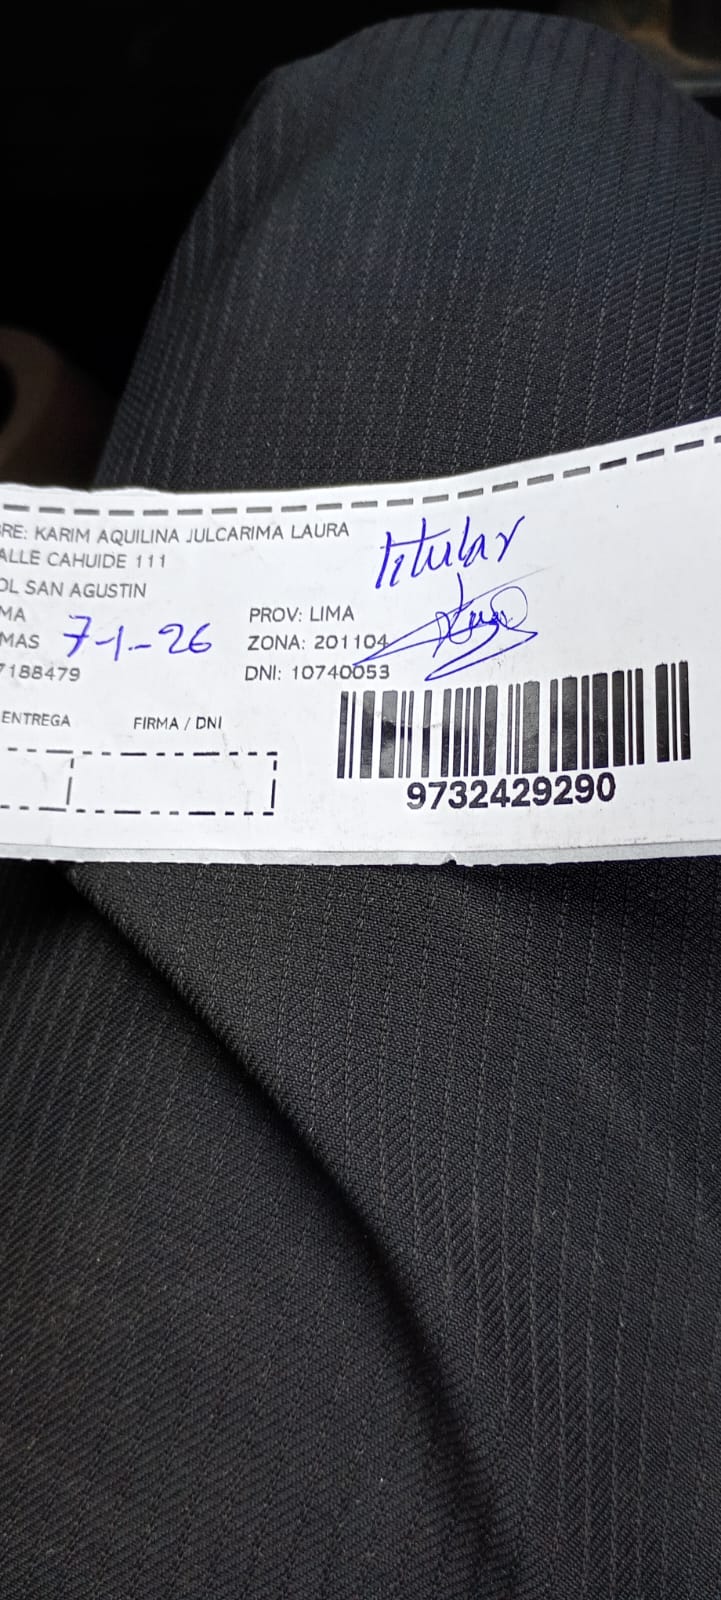 RE: KARIM AQUILINA JULCARIMA LAURA
ALLE CAHUIDE 111
OL SAN AGUSTIN
MA PROV: LIMA
MAS 7-1-26 ZONA: 201104
7188479 DNI: 10740053
titular
ENTREGA FIRMA / DNI
9732429290